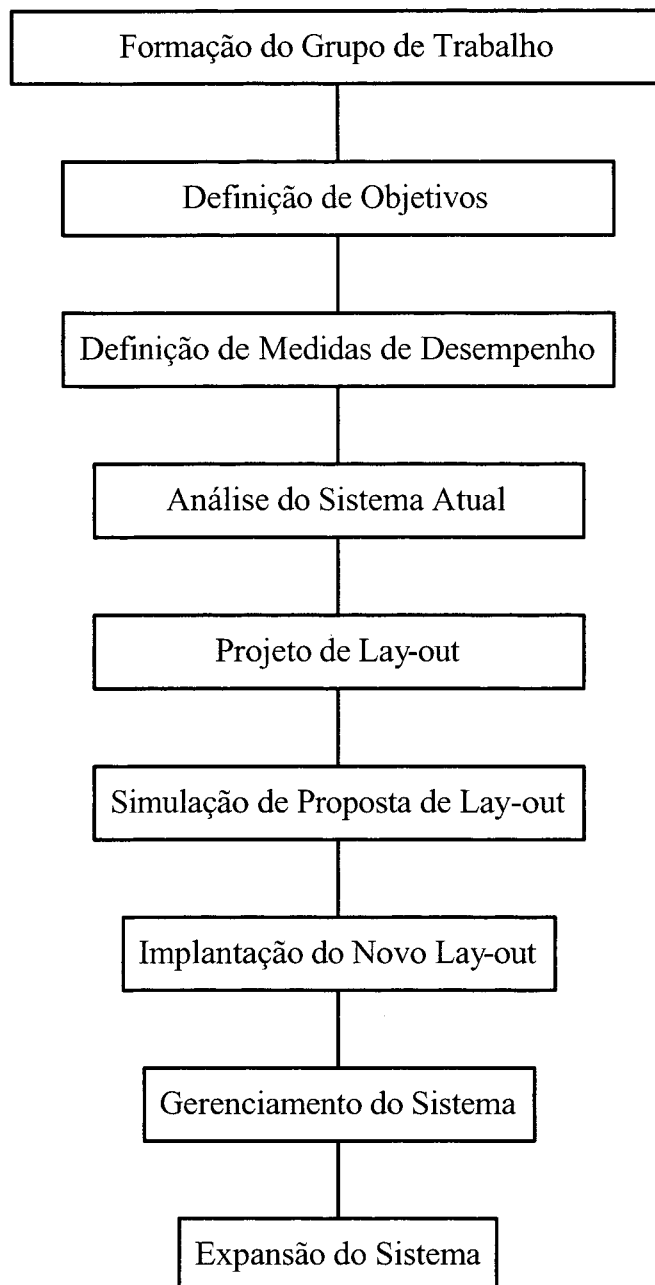 Formação do Grupo de Trabalho
Definição de Objetivos
Definição de Medidas de Desempenho
Análise do Sistema Atual
Projeto de Lay-out
Simulação de Proposta de Lay-out
Implantação do Novo Lay-out
Gerenciamento do Sistema
Expansão do Sistema